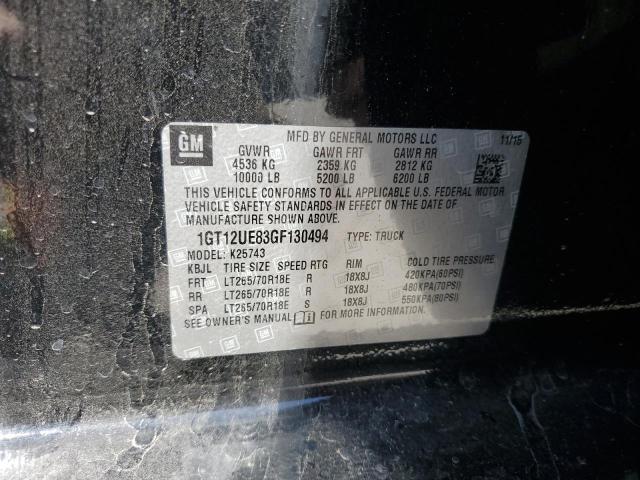 GM MFD BY GENERAL MOTORS LLC 11/15
GVWR GAWR FRT GAWR RR
4536 KG 2359 KG 2812 KG
10000 LB 5200 LB 6200 LB
THIS VEHICLE CONFORMS TO ALL APPLICABLE U.S. FEDERAL MOTOR
VEHICLE SAFETY STANDARDS IN EFFECT ON THE DATE OF
MANUFACTURE SHOWN ABOVE.
1GT12UE83GF130494 TYPE: TRUCK
MODEL: K25743
KBJL TIRE SIZE SPEED RTG RIM COLD TIRE PRESSURE
FRT LT265/70R18E R 18X8J 420KPA(60PSI)
RR LT265/70R18E R 18X8J 480KPA(70PSI)
SPA LT265/70R18E S 18X8J 550KPA(80PSI)
SEE OWNER'S MANUAL FOR MORE INFORMATION.